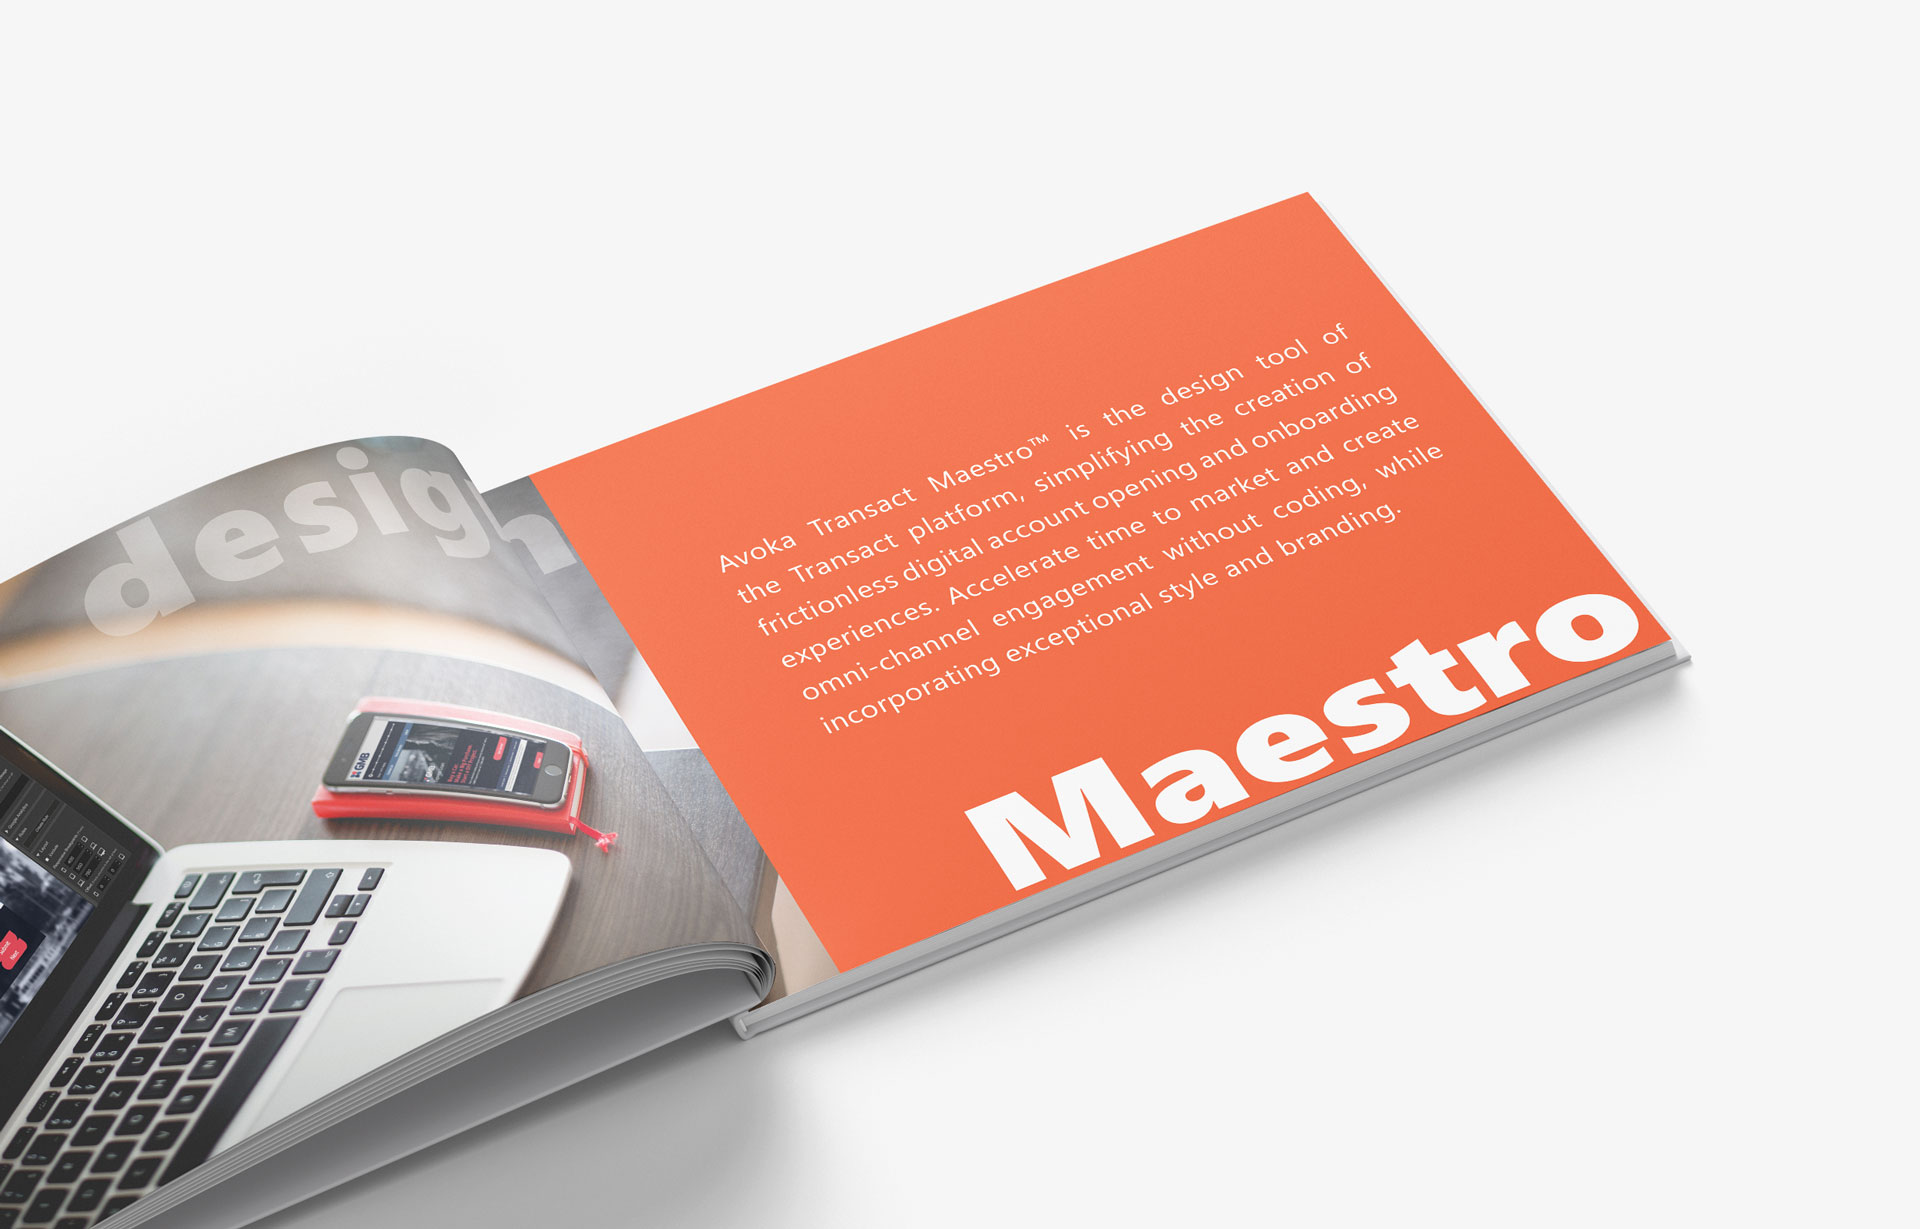 design
Avoka Transact Maestro™ is the design tool of
the Transact platform, simplifying the creation of
frictionless digital account opening and onboarding
experiences. Accelerate time to market and create
omni-channel engagement without coding, while
incorporating exceptional style and branding.
Maestro
GMB